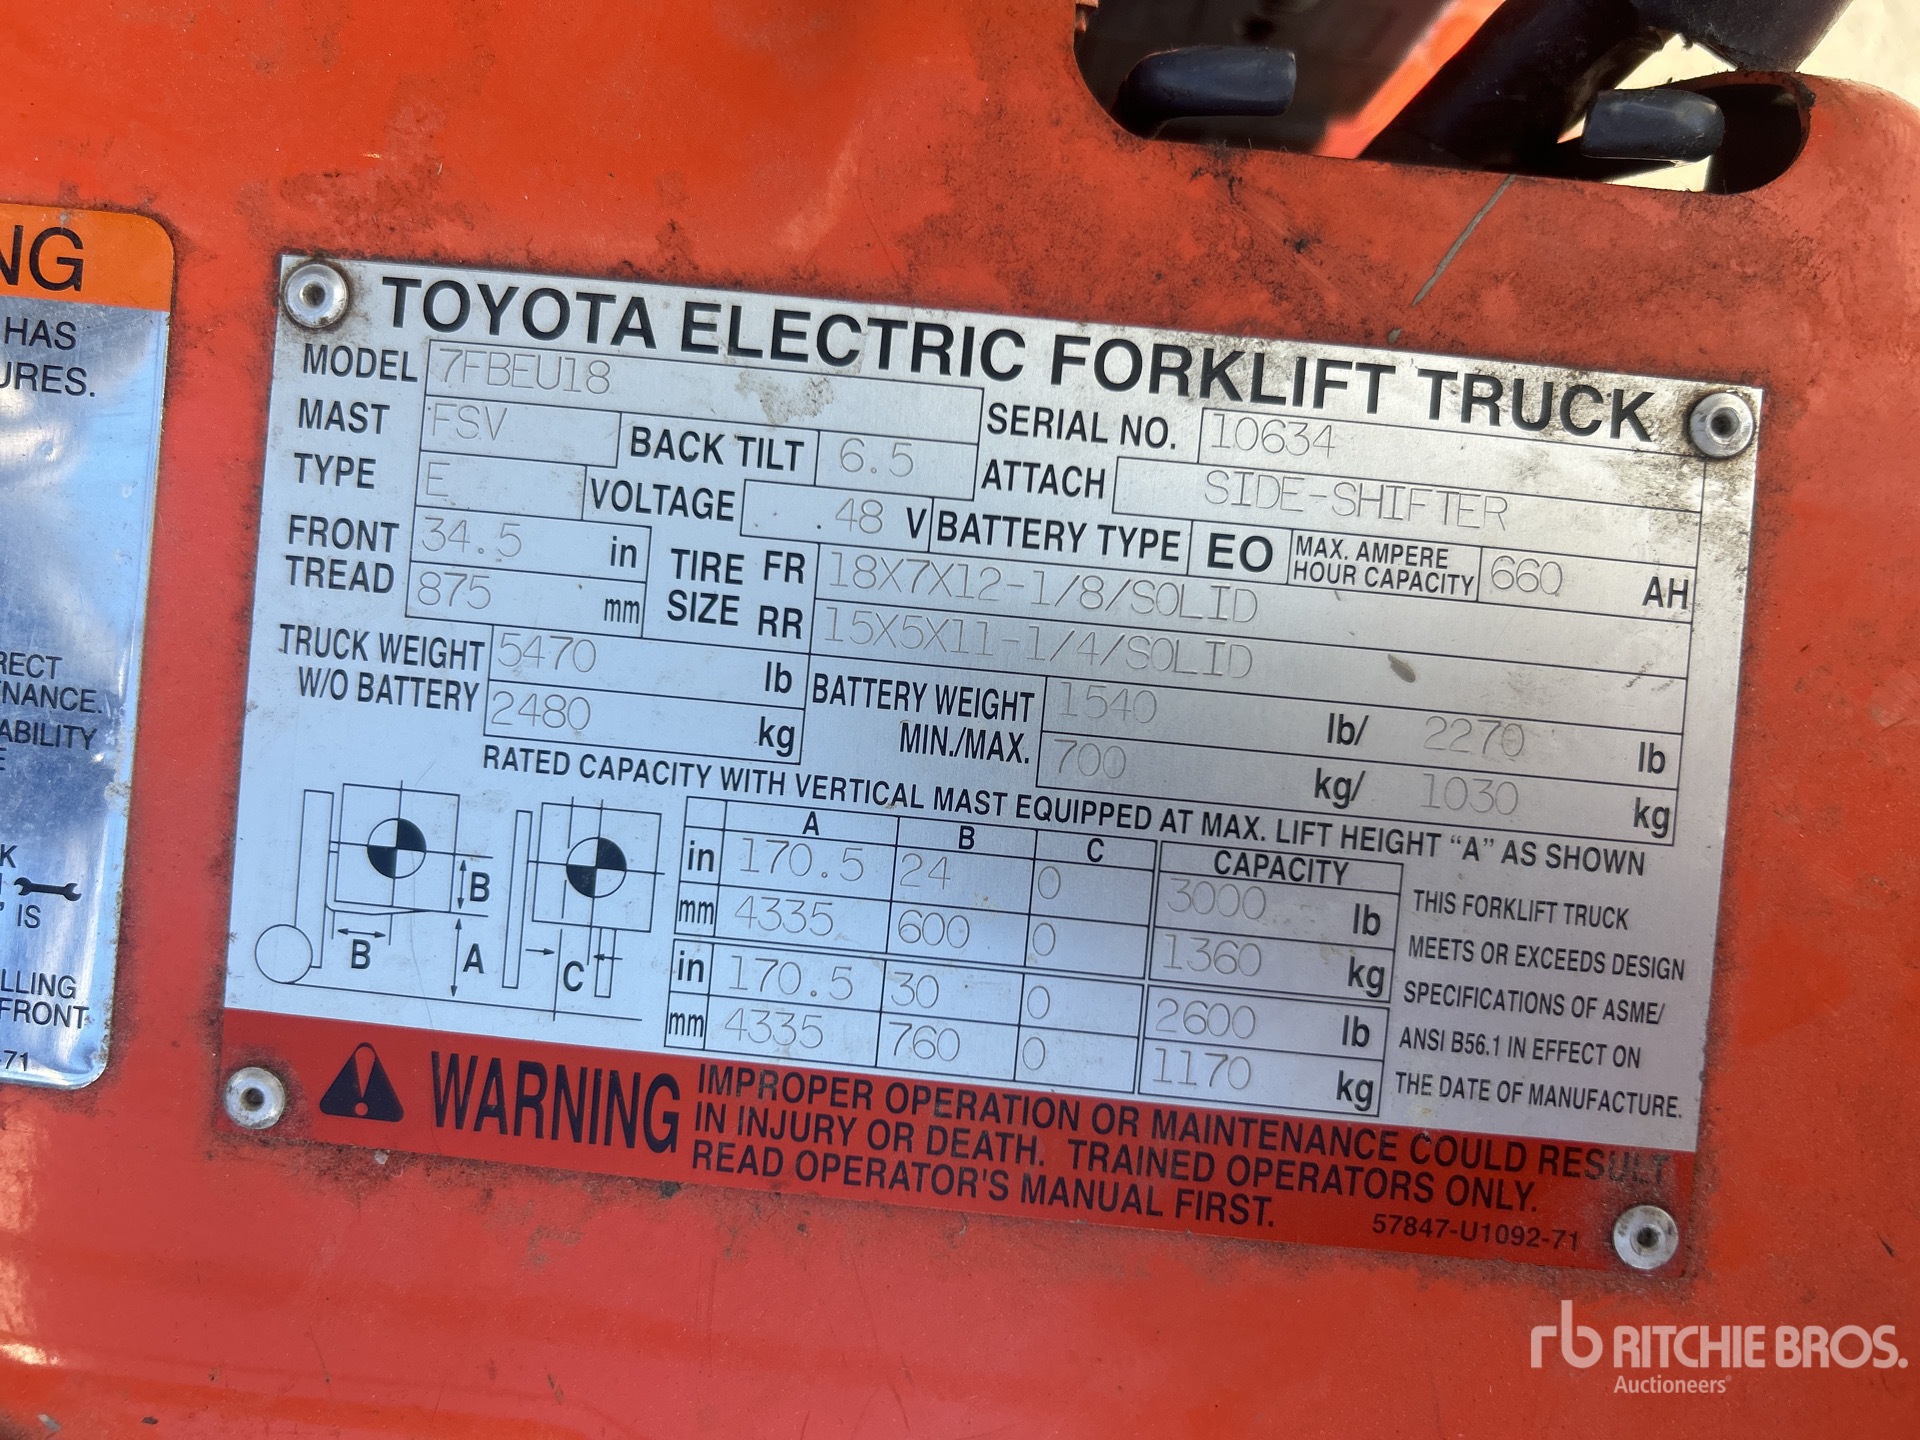 NG
HAS
URES.
RECT
TENANCE.
ABILITY
K
IS
LLING
FRONT
-71
TOYOTA ELECTRIC FORKLIFT TRUCK
MODEL 7FBEU18 SERIAL NO. 10634
MAST FSV BACK TILT 6.5 ATTACH SIDE-SHIFTER
TYPE E VOLTAGE .48 V BATTERY TYPE EO MAX. AMPERE HOUR CAPACITY 660 AH
FRONT TREAD 34.5 in TIRE SIZE FR 18X7X12-1/8/SOLID
875 mm RR 15X5X11-1/4/SOLID
TRUCK WEIGHT W/O BATTERY 5470 lb BATTERY WEIGHT MIN./MAX. 1540 lb/ 2270 lb
2480 kg 700 kg/ 1030 kg
RATED CAPACITY WITH VERTICAL MAST EQUIPPED AT MAX. LIFT HEIGHT "A" AS SHOWN
A B C CAPACITY
in 170.5 24 0 3000 lb
mm 4335 600 0 1360 kg
in 170.5 30 0 2600 lb
mm 4335 760 0 1170 kg
B B A C
THIS FORKLIFT TRUCK
MEETS OR EXCEEDS DESIGN
SPECIFICATIONS OF ASME/
ANSI B56.1 IN EFFECT ON
THE DATE OF MANUFACTURE.
WARNING
IMPROPER OPERATION OR MAINTENANCE COULD RESULT
IN INJURY OR DEATH. TRAINED OPERATORS ONLY.
READ OPERATOR'S MANUAL FIRST.
57847-U1092-71
rb RITCHIE BROS.
Auctioneers